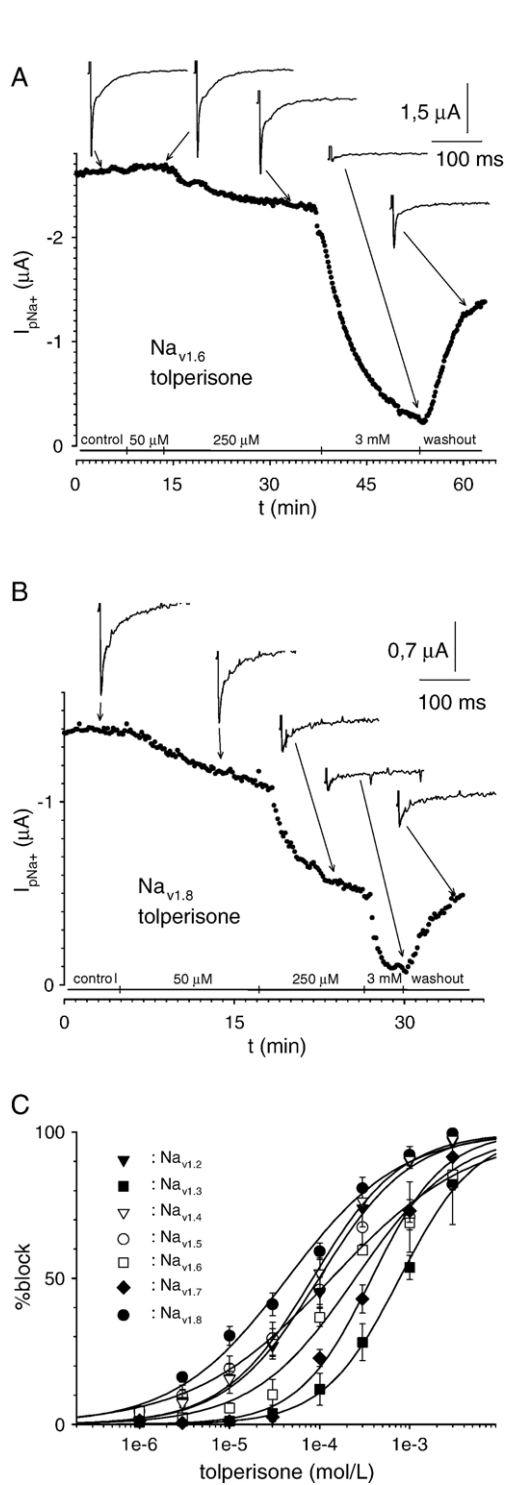 A
1,5 μA
100 ms
-2
-1
0
I_pNa+ (μA)
Na_v1.6
tolperisone
control 50 μM 250 μM 3 mM washout
0 15 30 45 60
t (min)
B
0,7 μA
100 ms
-1
0
I_pNa+ (μA)
Na_v1.8
tolperisone
control 50 μM 250 μM 3 mM washout
0 15 30
t (min)
C
100
50
0
%block
: Na_v1.2
: Na_v1.3
: Na_v1.4
: Na_v1.5
: Na_v1.6
: Na_v1.7
: Na_v1.8
1e-6 1e-5 1e-4 1e-3
tolperisone (mol/L)